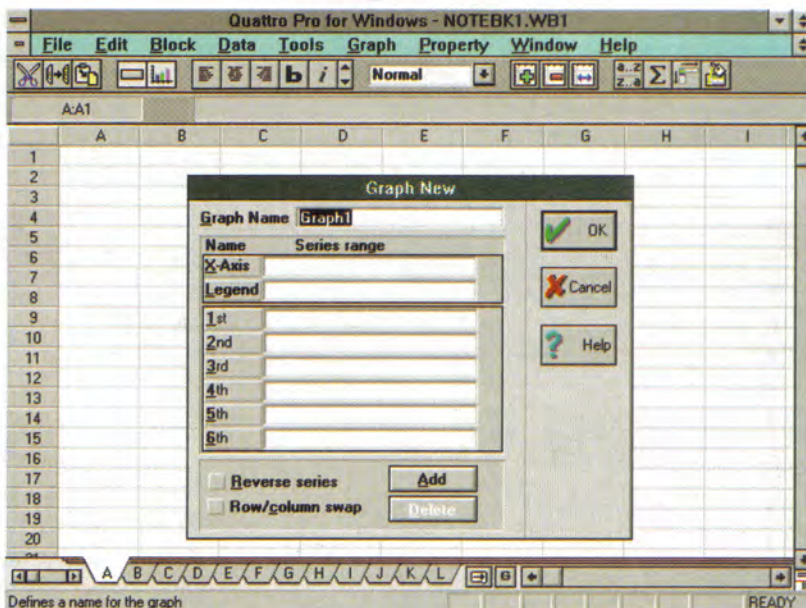 Quattro Pro for Windows - NOTEBK1.WB1
File Edit Block Data Tools Graph Property Window Help
b i Normal a..z z..a Σ
A:A1
A B C D E F G H I
1
2
3
4
5
6
7
8
9
10
11
12
13
14
15
16
17
18
19
20
Graph New
Graph Name Graph1
Name Series range
X-Axis
Legend
1st
2nd
3rd
4th
5th
6th
Reverse series
Row/column swap
Add
Delete
OK
Cancel
? Help
A B C D E F G H I J K L G
Defines a name for the graph READY